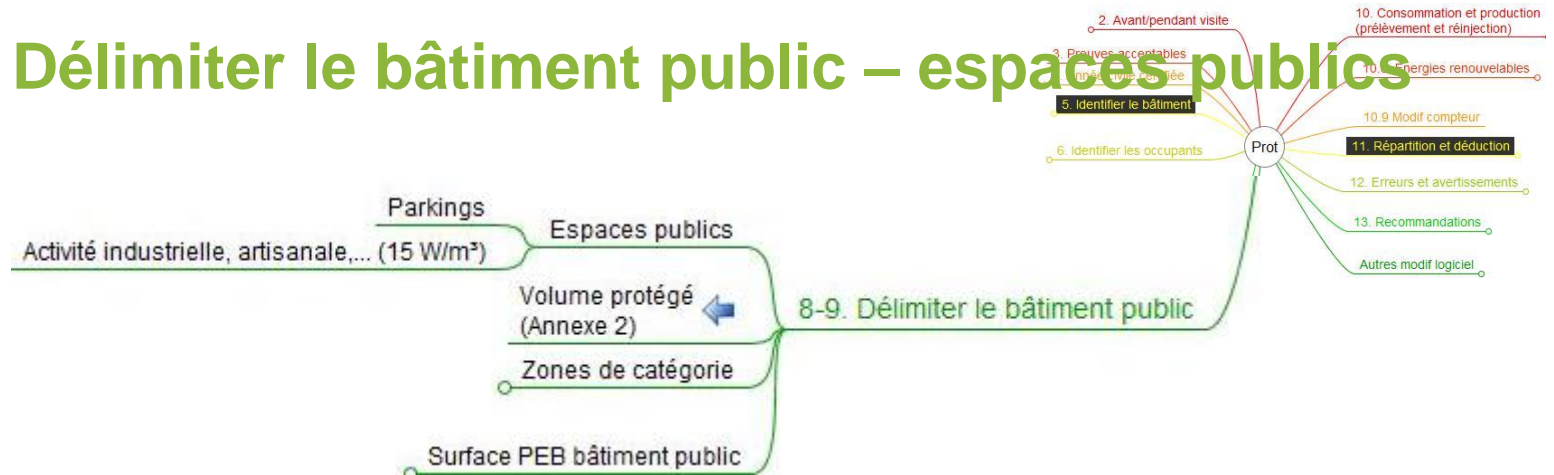 Délimiter le bâtiment public – espaces publics
2. Avant/pendant visite
3. Preuves acceptables
5. Identifier le bâtiment
6. Identifier les occupants
Prot
10. Consommation et production
(prélèvement et réinjection)
Energies renouvelables
10.9 Modif compteur
11. Répartition et déduction
12. Erreurs et avertissements
13. Recommandations
Autres modif logiciel
8-9. Délimiter le bâtiment public
Espaces publics
Parkings
Activité industrielle, artisanale,... (15 W/m³)
Volume protégé
(Annexe 2)
Zones de catégorie
Surface PEB bâtiment public